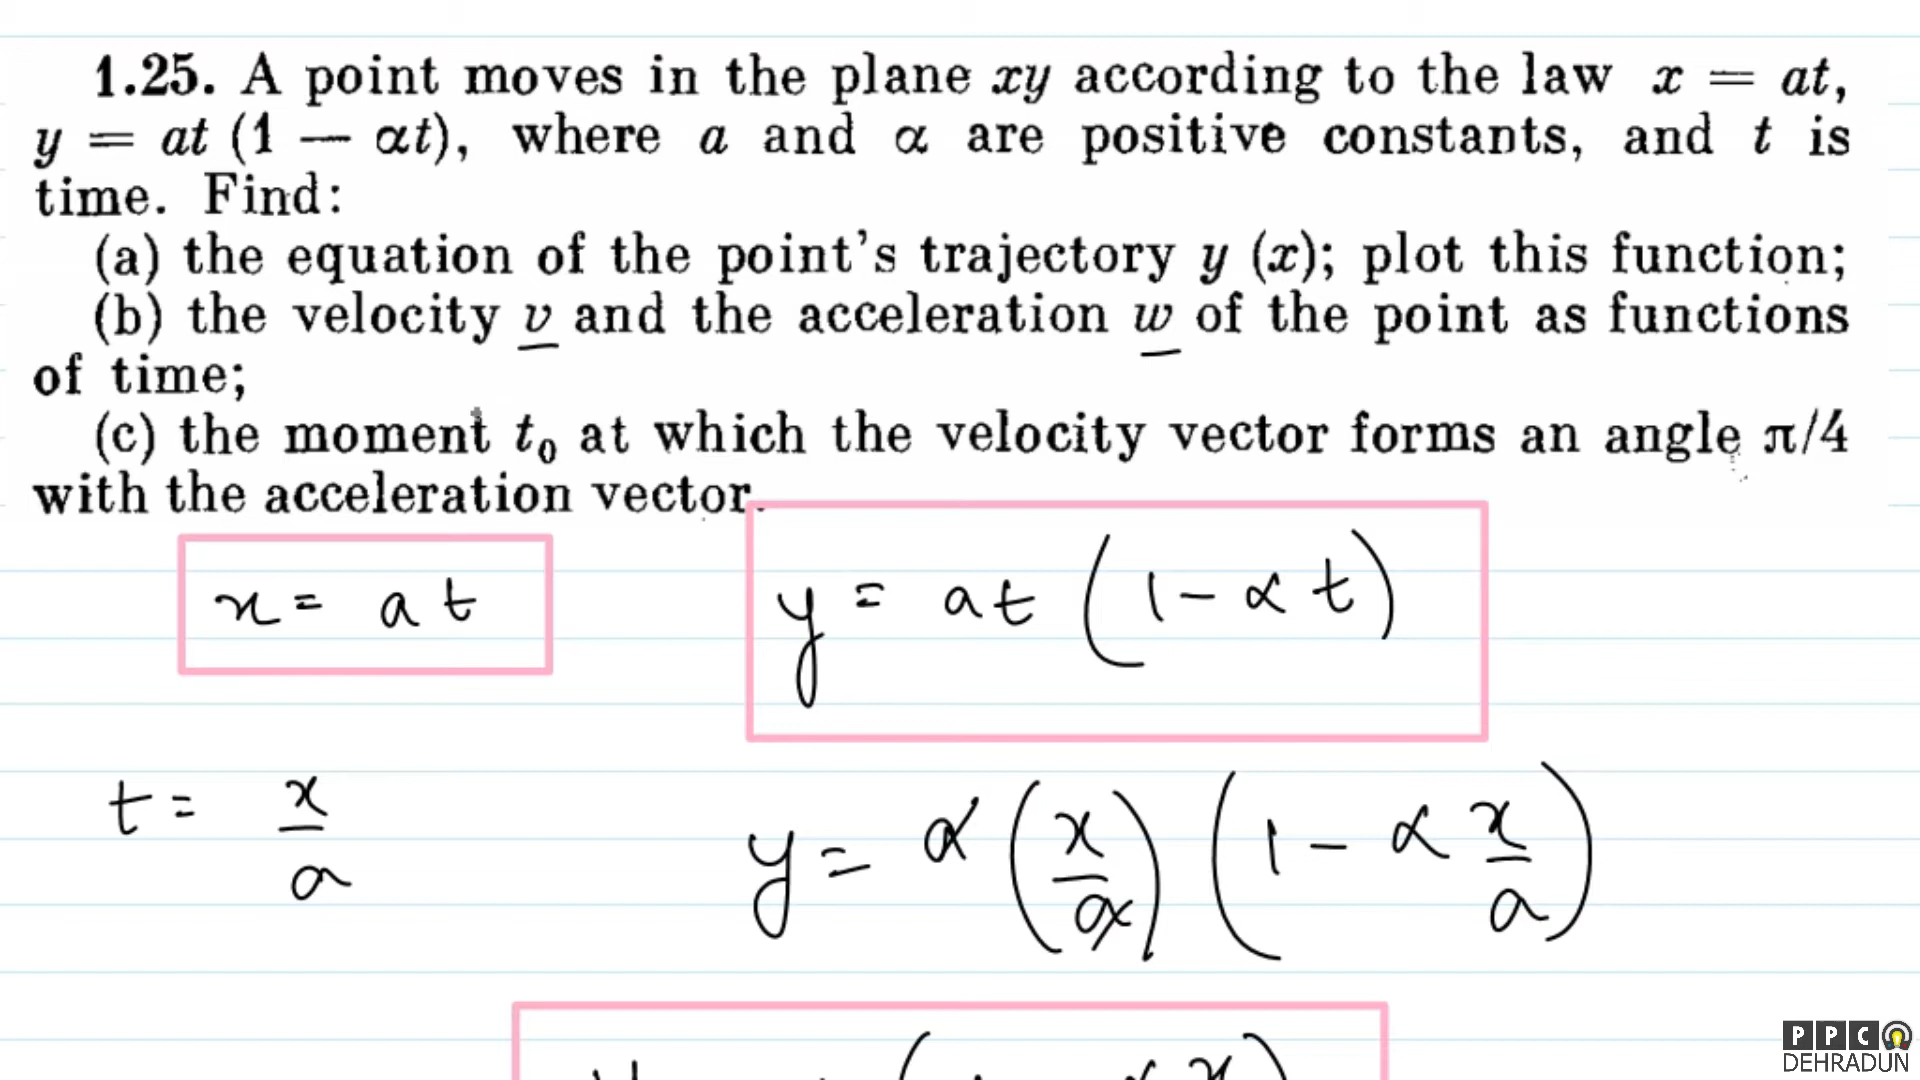 1.25. A point moves in the plane xy according to the law x = at,
y = at (1 — αt), where a and α are positive constants, and t is
time. Find:
(a) the equation of the point's trajectory y (x); plot this function;
(b) the velocity v and the acceleration w of the point as functions
of time;
(c) the moment t₀ at which the velocity vector forms an angle π/4
with the acceleration vector.
x = at
y = at (1 - αt)
t = x/a
y = a (x/a) (1 - α x/a)
PPC
DEHRADUN